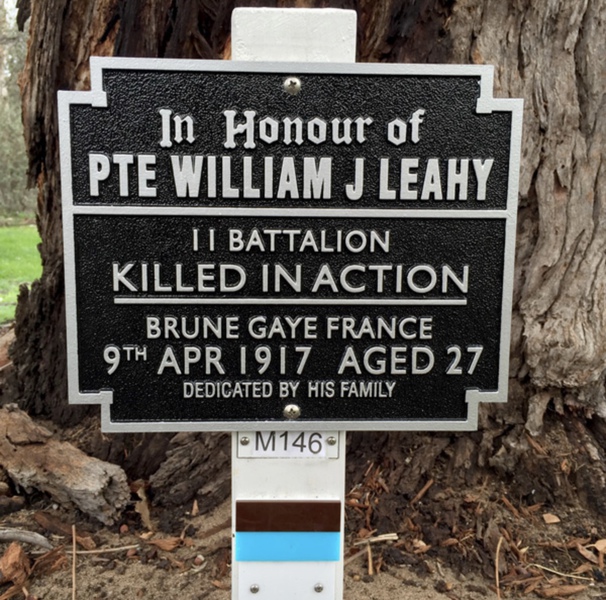 In Honour of
PTE WILLIAM J LEAHY
11 BATTALION
KILLED IN ACTION
BRUNE GAYE FRANCE
9TH APR 1917 AGED 27
DEDICATED BY HIS FAMILY
M146